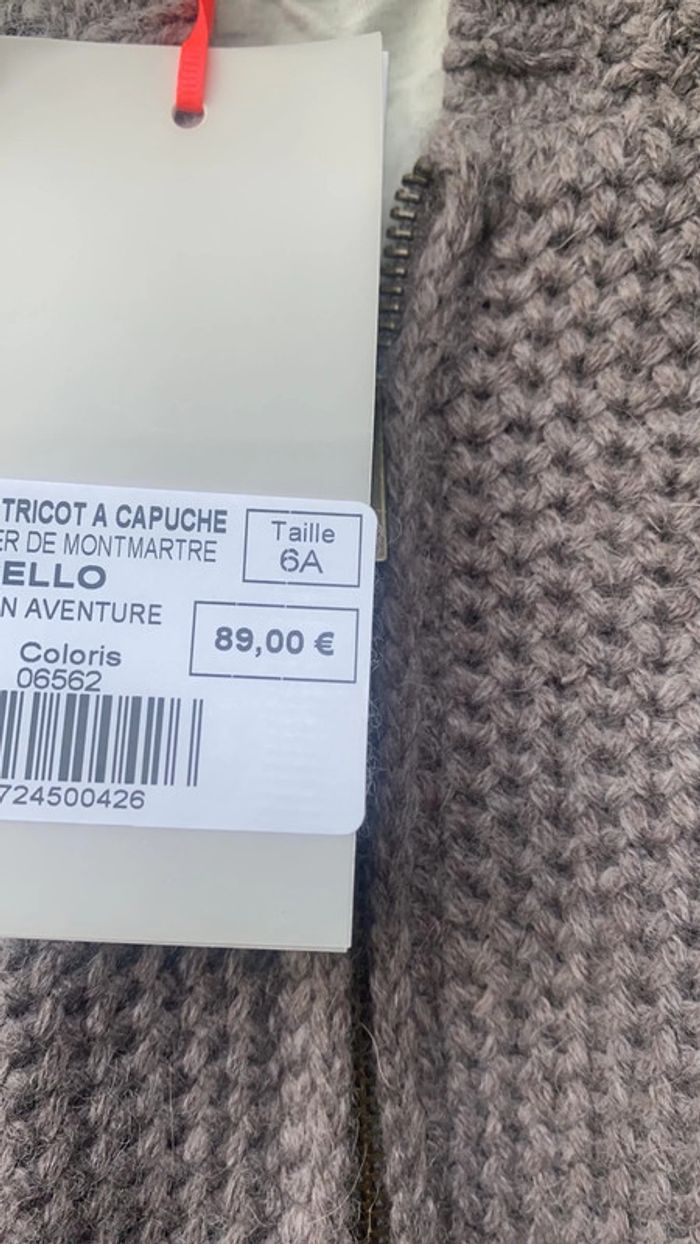 TRICOT A CAPUCHE
ER DE MONTMARTRE
ELLO
N AVENTURE
Taille
6A
89,00 €
Coloris
06562
724500426